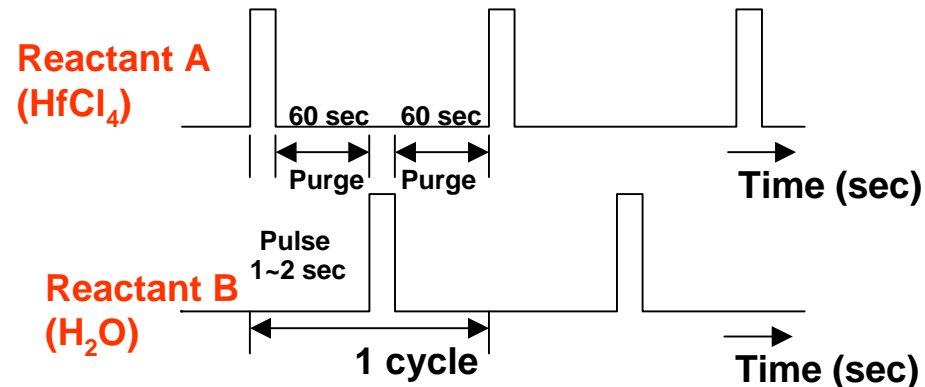 Reactant A
(HfCl₄)
60 sec 60 sec
Purge Purge
Time (sec)
Pulse
1~2 sec
Reactant B
(H₂O)
1 cycle
Time (sec)